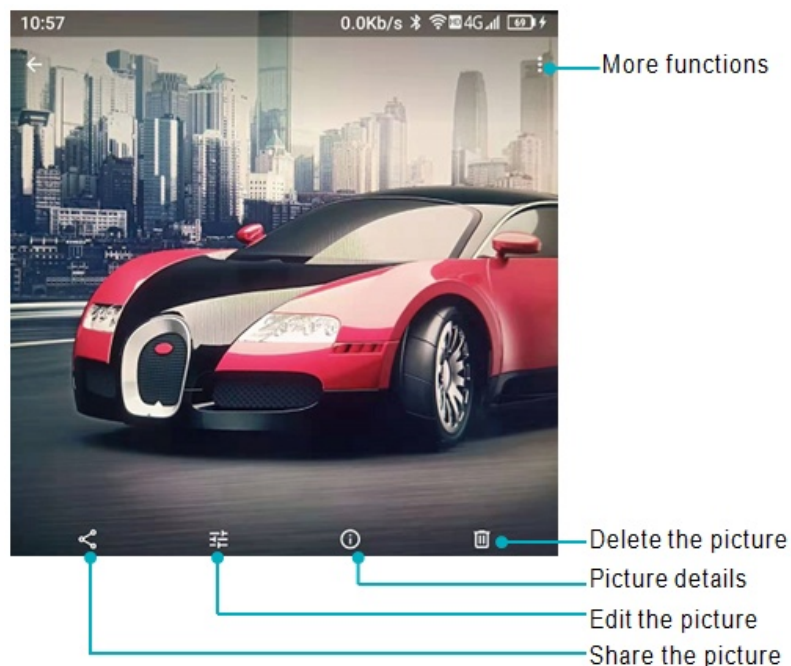 10:57 0.0Kb/s HD 4G 69
More functions
Delete the picture
Picture details
Edit the picture
Share the picture